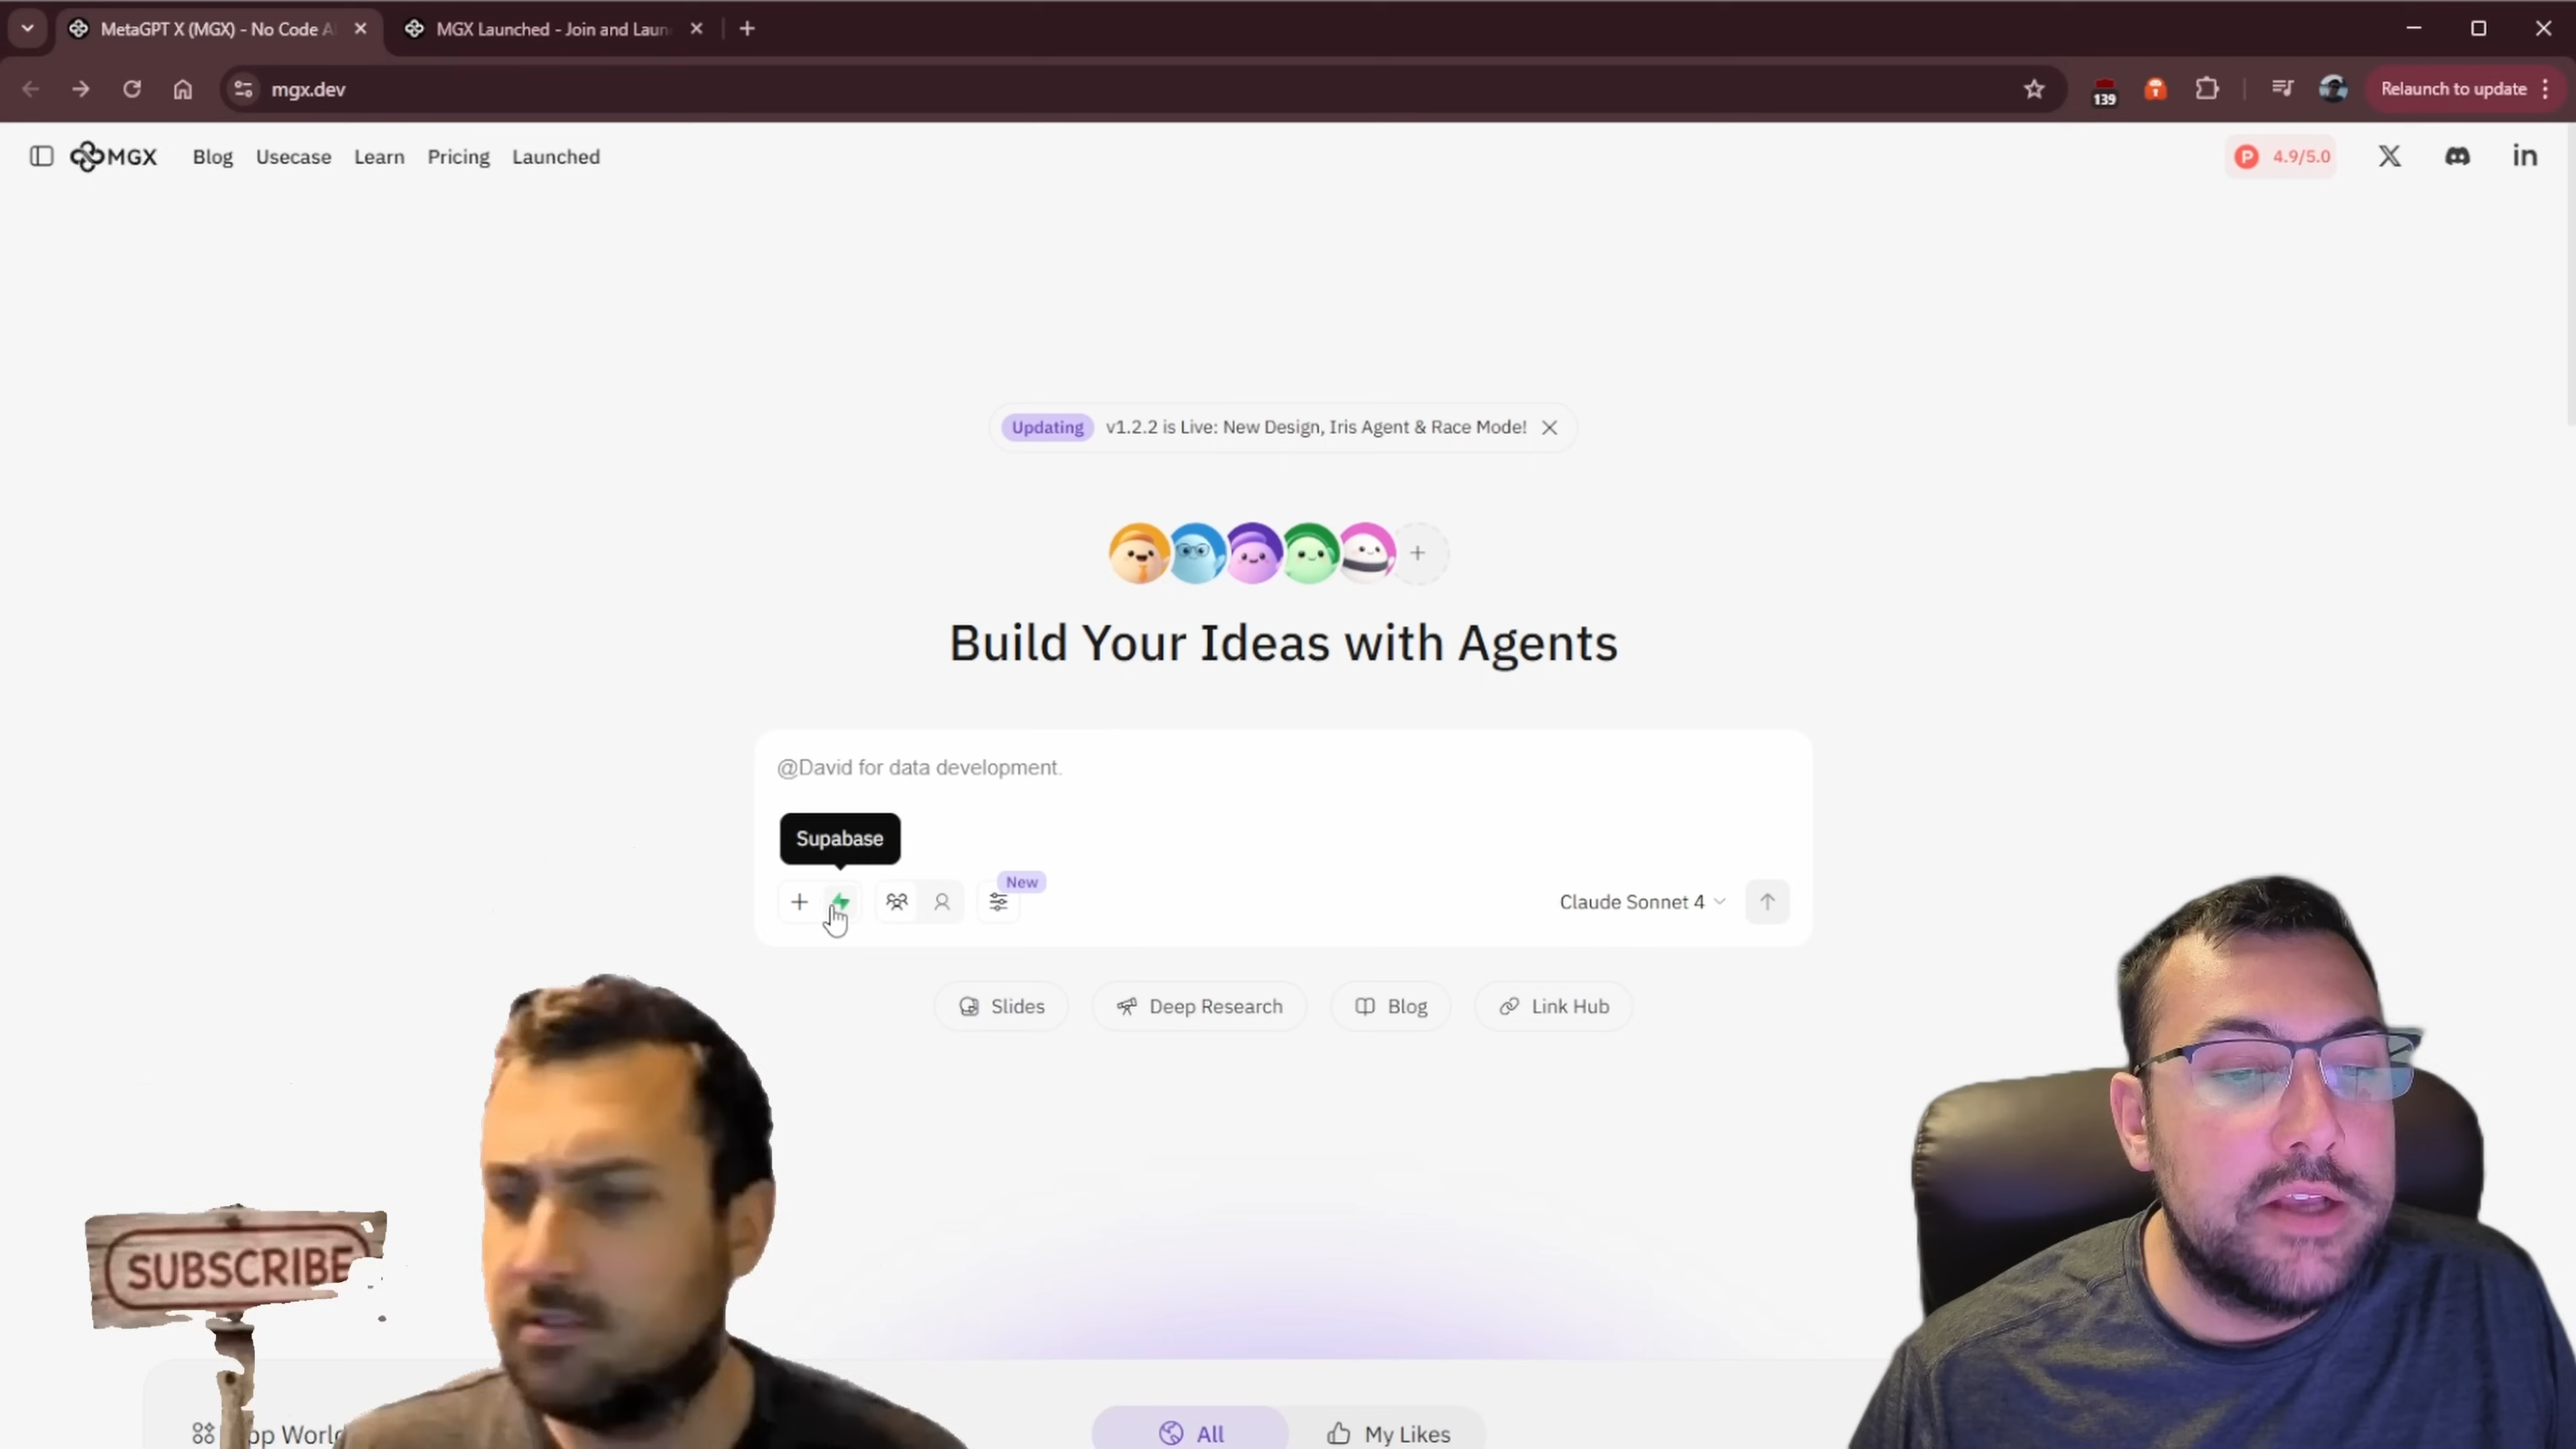 MetaGPT X (MGX) - No Code A
MGX Launched - Join and Laun
mgx.dev
139
Relaunch to update
MGX
Blog
Usecase
Learn
Pricing
Launched
P 4.9/5.0
X
in
Updating v1.2.2 is Live: New Design, Iris Agent & Race Mode!
Build Your Ideas with Agents
@David for data development.
Supabase
New
Claude Sonnet 4
Slides
Deep Research
Blog
Link Hub
SUBSCRIBE
pp World
All
My Likes